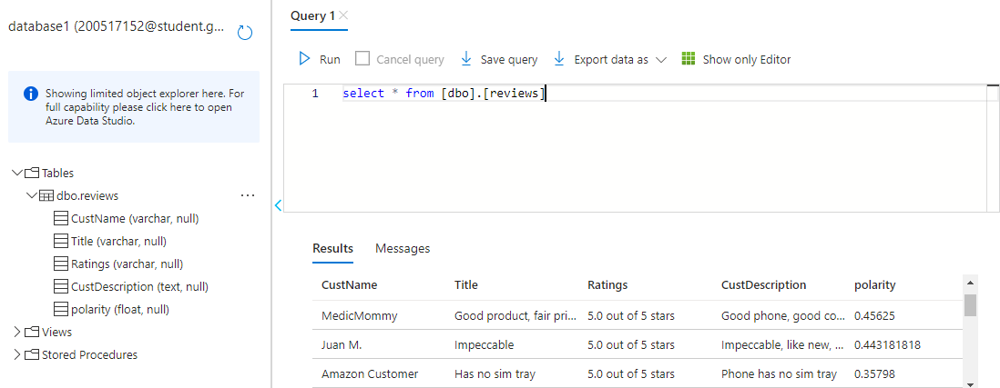 database1 (200517152@student.g...
Showing limited object explorer here. For
full capability please click here to open
Azure Data Studio.
Tables
dbo.reviews
...
CustName (varchar, null)
Title (varchar, null)
Ratings (varchar, null)
CustDescription (text, null)
polarity (float, null)
Views
Stored Procedures
Query 1
Run Cancel query Save query Export data as Show only Editor
1 select * from [dbo].[reviews]
Results Messages
CustName Title Ratings CustDescription polarity
MedicMommy Good product, fair pri... 5.0 out of 5 stars Good phone, good co... 0.45625
Juan M. Impeccable 5.0 out of 5 stars Impeccable, like new, ... 0.443181818
Amazon Customer Has no sim tray 5.0 out of 5 stars Phone has no sim tray 0.35798